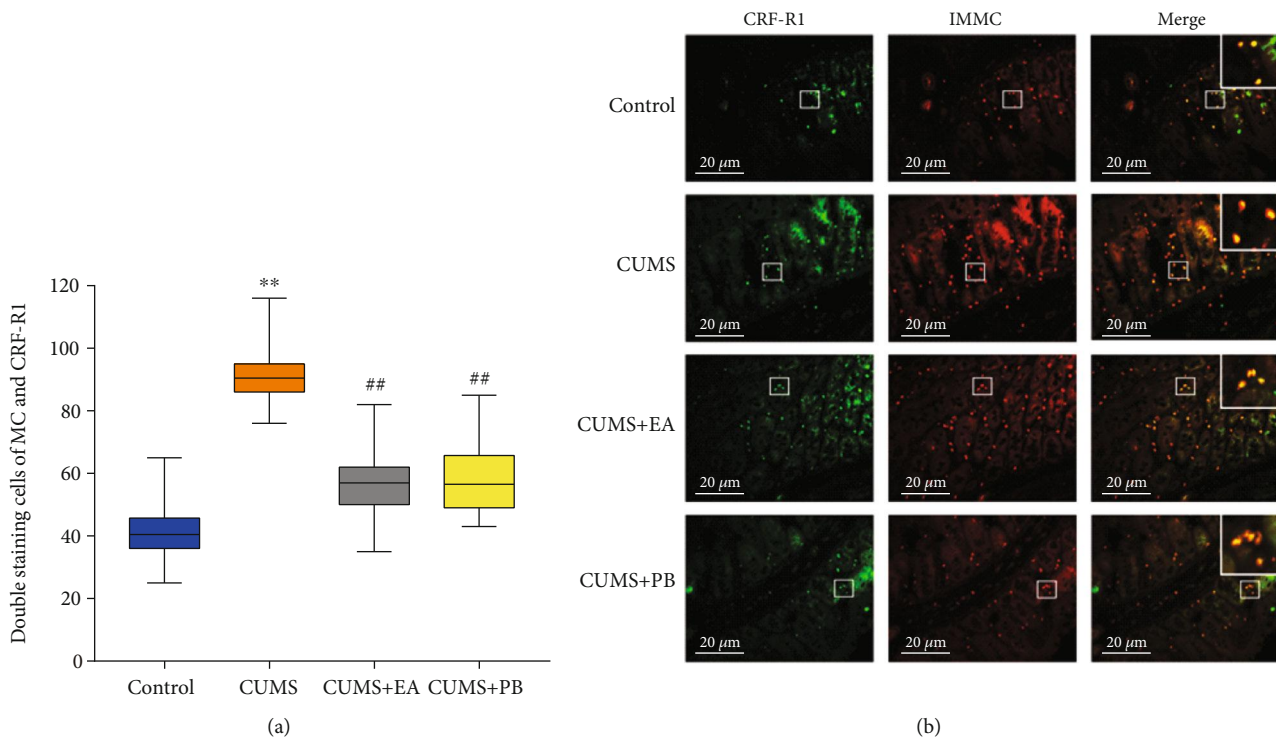 Double staining cells of MC and CRF-R1
120
100
80
60
40
20
0
**
##
##
Control CUMS CUMS+EA CUMS+PB
(a)
CRF-R1 IMMC Merge
Control
20 μm 20 μm 20 μm
CUMS
20 μm 20 μm 20 μm
CUMS+EA
20 μm 20 μm 20 μm
CUMS+PB
20 μm 20 μm 20 μm
(b)